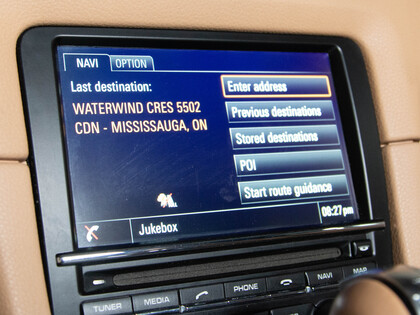 NAVI OPTION
Last destination:
WATERWIND CRES 5502
CDN - MISSISSAUGA, ON
Enter address
Previous destinations
Stored destinations
POI
Start route guidance
Jukebox
08:27 pm
TUNER MEDIA PHONE NAVI MAP